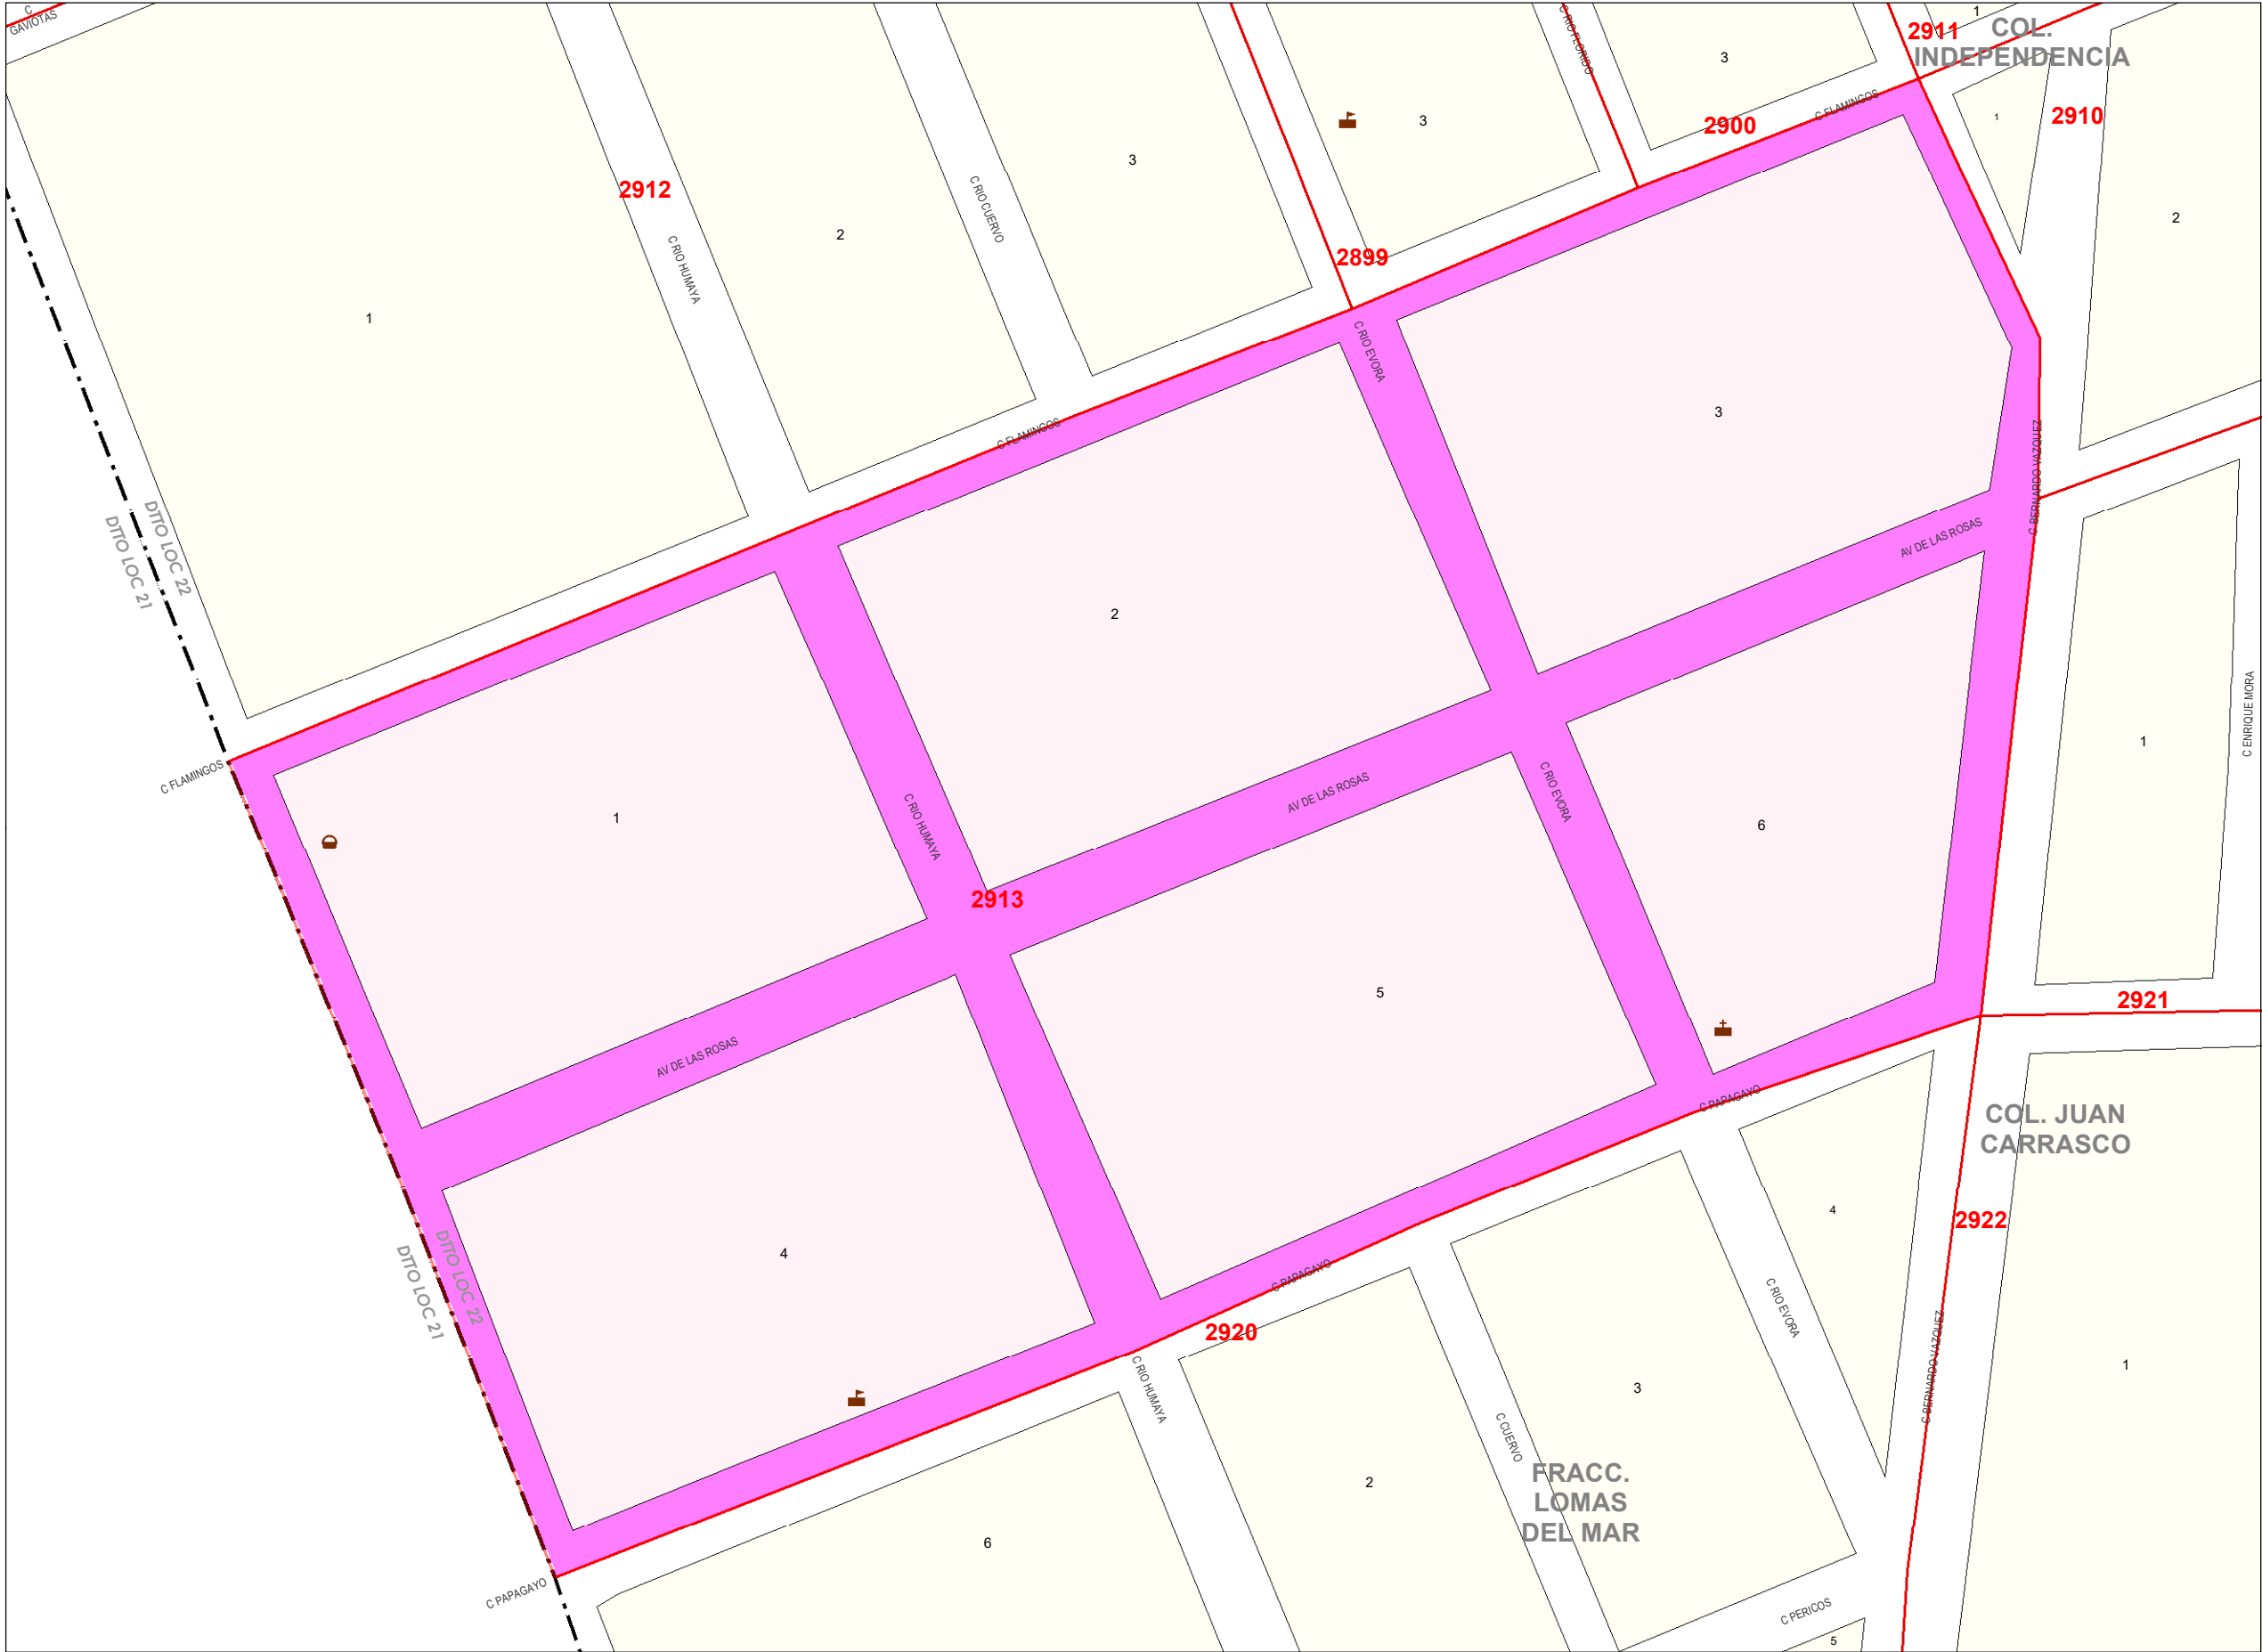 C
GAVIOTAS
1
2911
COL.
INDEPENDENCIA
C RIO FLORIDO
3
C FLAMINGOS
2900
2910
1
3
3
2912
C RIO CUERVO
2
2
C RIO HUMAYA
2899
1
C RIO EVORA
3
C FLAMINGOS
C BERNARDO VAZQUEZ
DTTO LOC 22
DTTO LOC 21
AV DE LAS ROSAS
2
C ENRIQUE MORA
1
C FLAMINGOS
1
C RIO HUMAYA
AV DE LAS ROSAS
C RIO EVORA
6
2913
5
2921
AV DE LAS ROSAS
C PAPAGAYO
COL. JUAN
CARRASCO
4
2922
4
DTTO LOC 22
DTTO LOC 21
C PAPAGAYO
2920
C RIO EVORA
C BERNARDO VAZQUEZ
1
C RIO HUMAYA
3
C CUERVO
2
FRACC.
LOMAS
DEL MAR
6
C PAPAGAYO
C PERICOS
5